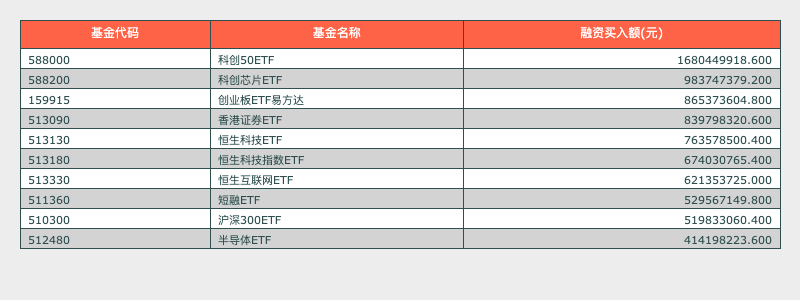 基金代码 基金名称 融资买入额(元)
588000 科创50ETF 1680449918.600
588200 科创芯片ETF 983747379.200
159915 创业板ETF易方达 865373604.800
513090 香港证券ETF 839798320.600
513130 恒生科技ETF 763578500.400
513180 恒生科技指数ETF 674030765.400
513330 恒生互联网ETF 621353725.000
511360 短融ETF 529567149.800
510300 沪深300ETF 519833060.400
512480 半导体ETF 414198223.600